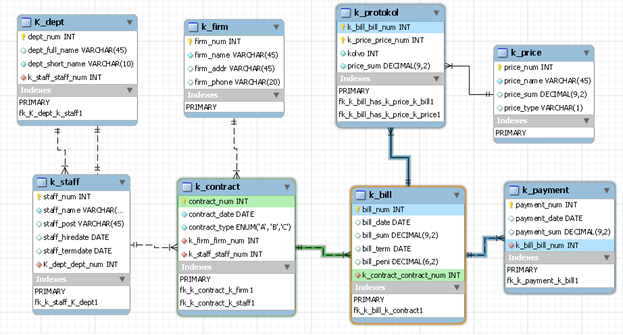 K_dept
dept_num INT
dept_full_name VARCHAR(45)
dept_short_name VARCHAR(10)
k_staff_staff_num INT
Indexes
PRIMARY
fk_K_dept_k_staff1
k_firm
firm_num INT
firm_name VARCHAR(45)
firm_addr VARCHAR(45)
firm_phone VARCHAR(20)
Indexes
PRIMARY
k_protokol
k_bill_bill_num INT
k_price_price_num INT
kolvo INT
price_sum DECIMAL(9,2)
Indexes
PRIMARY
fk_k_bill_has_k_price_k_bill1
fk_k_bill_has_k_price_k_price1
k_price
price_num INT
price_name VARCHAR(45)
price_sum DECIMAL(9,2)
price_type VARCHAR(1)
Indexes
PRIMARY
k_staff
staff_num INT
staff_name VARCHAR(...
staff_post VARCHAR(45)
staff_hiredate DATE
staff_termdate DATE
K_dept_dept_num INT
Indexes
PRIMARY
fk_k_staff_K_dept1
k_contract
contract_num INT
contract_date DATE
contract_type ENUM('A', 'B','C')
k_firm_firm_num INT
k_staff_staff_num INT
Indexes
PRIMARY
fk_k_contract_k_firm1
fk_k_contract_k_staff1
k_bill
bill_num INT
bill_date DATE
bill_sum DECIMAL(9,2)
bill_term DATE
bill_peni DECIMAL(6,2)
k_contract_contract_num INT
Indexes
PRIMARY
fk_k_bill_k_contract1
k_payment
payment_num INT
payment_date DATE
payment_sum DECIMAL(9,2)
k_bill_bill_num INT
Indexes
PRIMARY
fk_k_payment_k_bill1